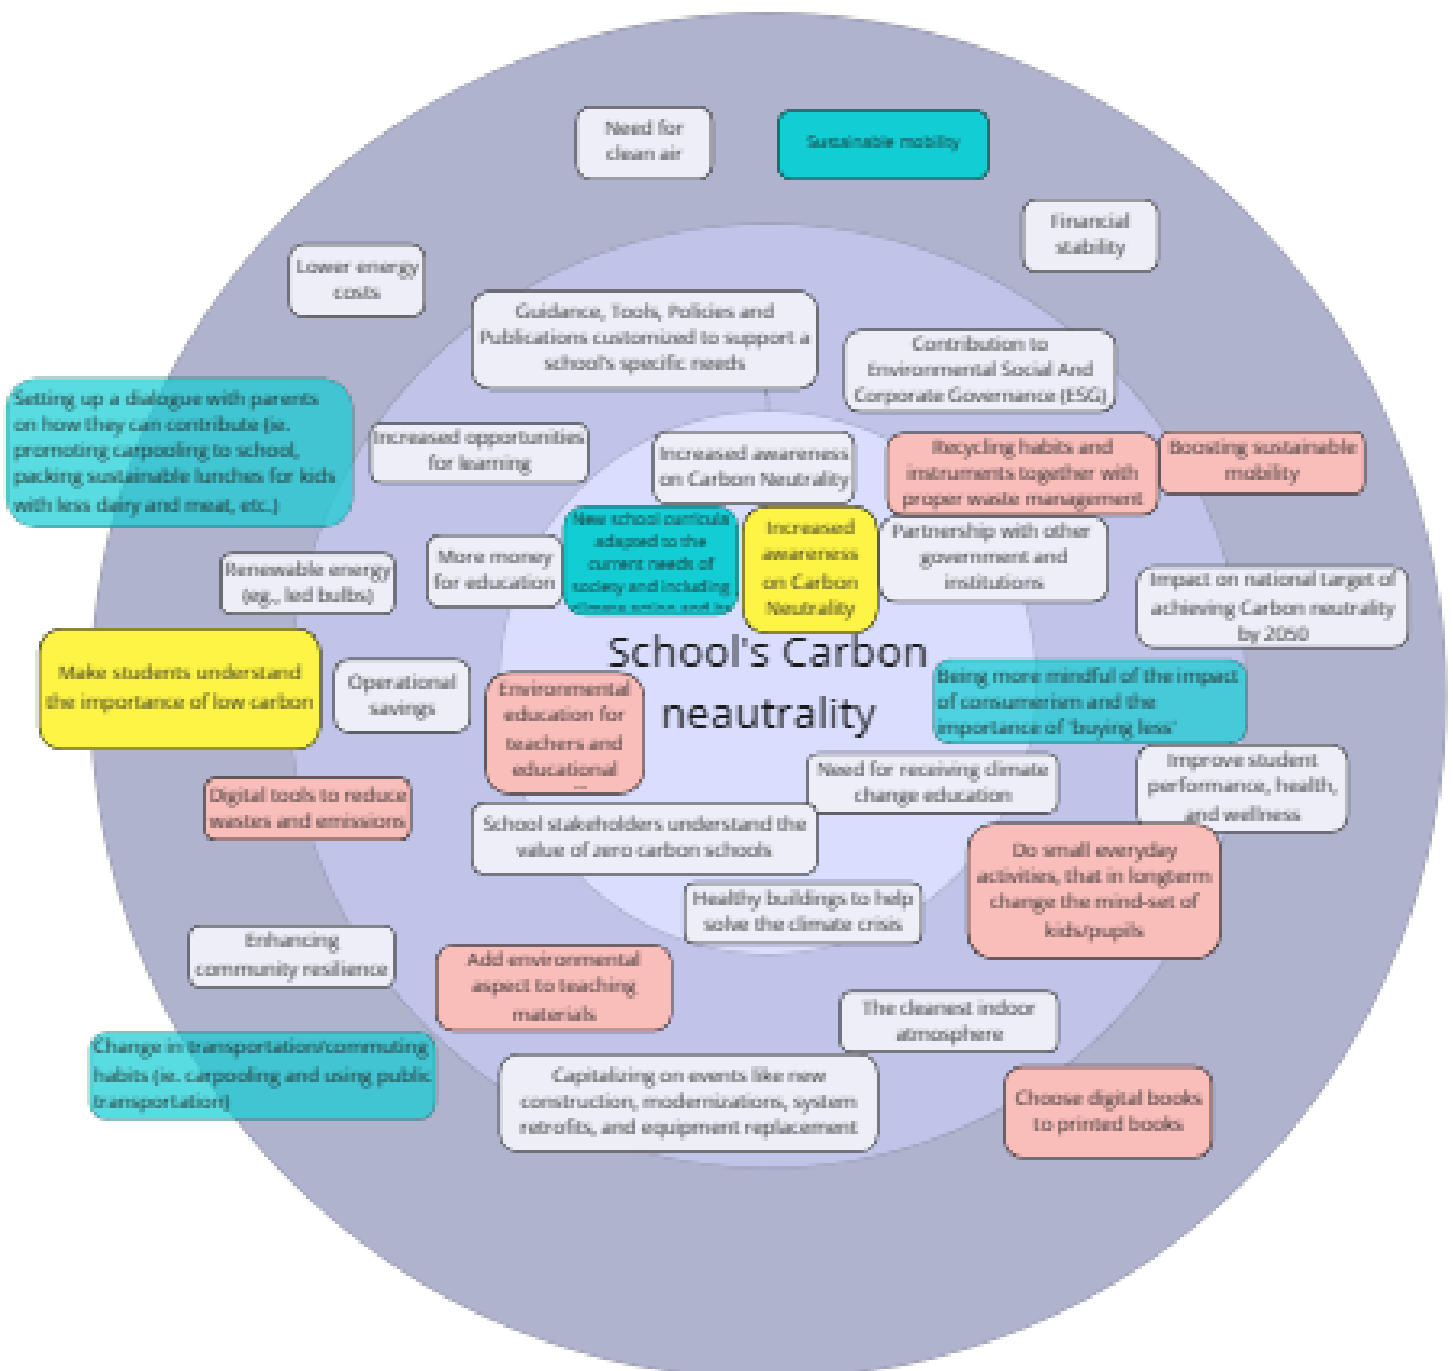 Need for
clean air
Sustainable mobility
Financial
stability
Lower energy
costs
Guidance, Tools, Policies and
Publications customized to support a
school's specific needs
Contribution to
Environmental Social And
Corporate Governance (ESG)
Setting up a dialogue with parents
on how they can contribute (ie.
promoting carpooling to school,
packing sustainable lunches for kids
with less dairy and meat, etc.)
Increased opportunities
for learning
Increased awareness
on Carbon Neutrality
Recycling habits and
instruments together with
proper waste management
Boosting sustainable
mobility
New school curricula
adapted to the
current needs of
society and including
climate action and
Increased
awareness
on Carbon
Neutrality
Partnership with other
government and
institutions
More money
for education
Renewable energy
(eg., led bulbs)
Impact on national target of
achieving Carbon neutrality
by 2050
School's Carbon
neautrality
Make students understand
the importance of low-carbon
Operational
savings
Environmental
education for
teachers and
educational
...
Being more mindful of the impact
of consumerism and the
importance of 'buying less'
Need for receiving climate
change education
Improve student
performance, health,
and wellness
Digital tools to reduce
wastes and emissions
School stakeholders understand the
value of zero carbon schools
Do small everyday
activities, that in longterm
change the mind-set of
kids/pupils
Healthy buildings to help
solve the climate crisis
Enhancing
community resilience
Add environmental
aspect to teaching
materials
The cleanest indoor
atmosphere
Change in transportation/commuting
habits (ie. carpooling and using public
transportation)
Capitalizing on events like new
construction, modernizations, system
retrofits, and equipment replacement
Choose digital books
to printed books